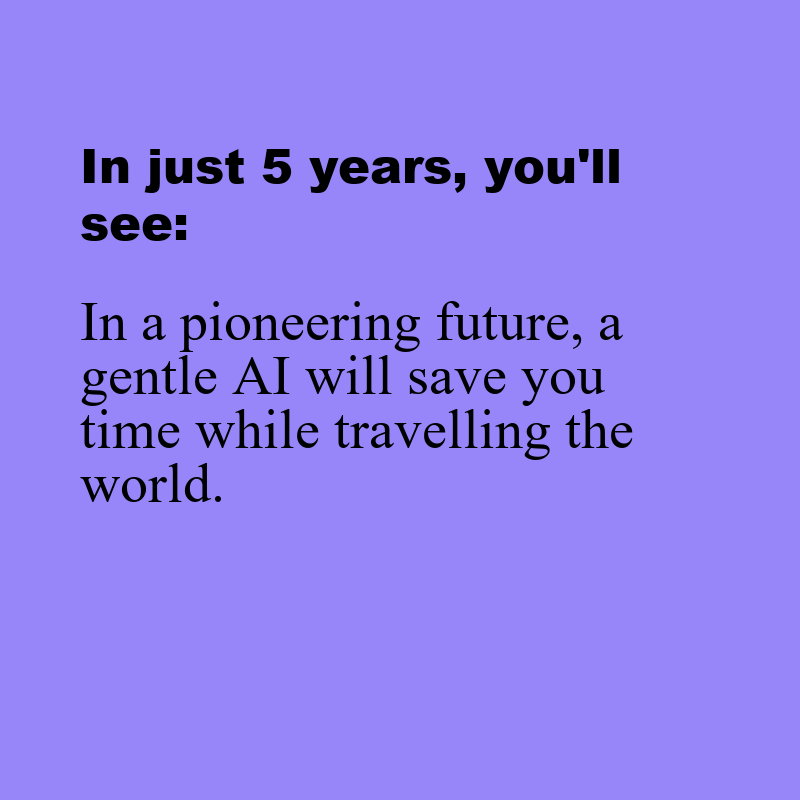 In just 5 years, you'll
see:
In a pioneering future, a
gentle AI will save you
time while travelling the
world.